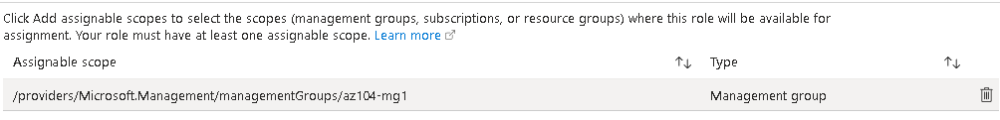 Click Add assignable scopes to select the scopes (management groups, subscriptions, or resource groups) where this role will be available for
assignment. Your role must have at least one assignable scope. Learn more
Assignable scope Type
/providers/Microsoft.Management/managementGroups/az104-mg1 Management group